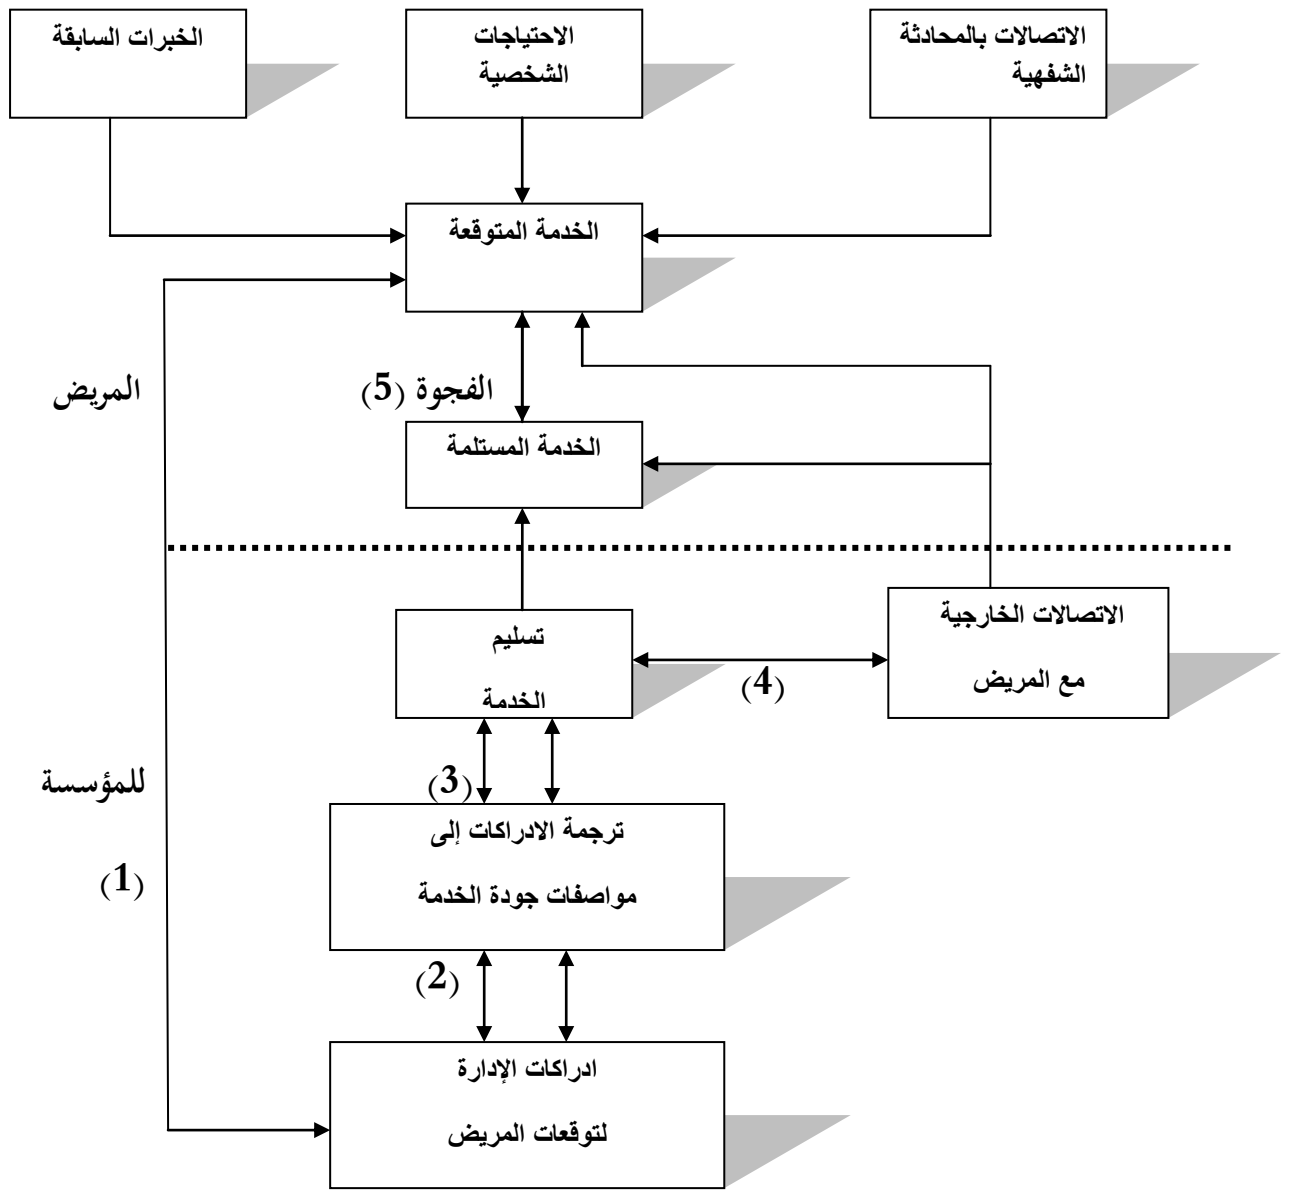 الاتصالات بالمحادثة
الشفهية
الاحتياجات
الشخصية
الخبرات السابقة
الخدمة المتوقعة
المريض
الفجوة (5)
الخدمة المستلمة
الاتصالات الخارجية
مع المريض
تسليم
الخدمة
(4)
للمؤسسة
(3)
ترجمة الادراكات إلى
مواصفات جودة الخدمة
(1)
(2)
ادراكات الإدارة
لتوقعات المريض